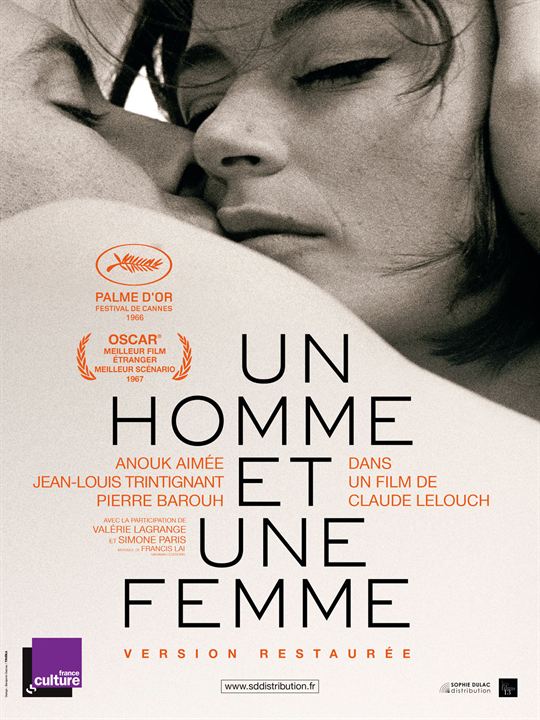 PALME D'OR
FESTIVAL DE CANNES
1966
OSCAR®
MEILLEUR FILM
ÉTRANGER
MEILLEUR SCÉNARIO
1967
UN
HOMME
ET
UNE
FEMME
ANOUK AIMÉE
JEAN-LOUIS TRINTIGNANT
PIERRE BAROUH
DANS
UN FILM DE
CLAUDE LELOUCH
AVEC LA PARTICIPATION DE
VALÉRIE LAGRANGE
ET SIMONE PARIS
MUSIQUE DE FRANCIS LAI
VERSION RESTAURÉE
france
culture
www.sddistribution.fr
SOPHIE DULAC
distribution